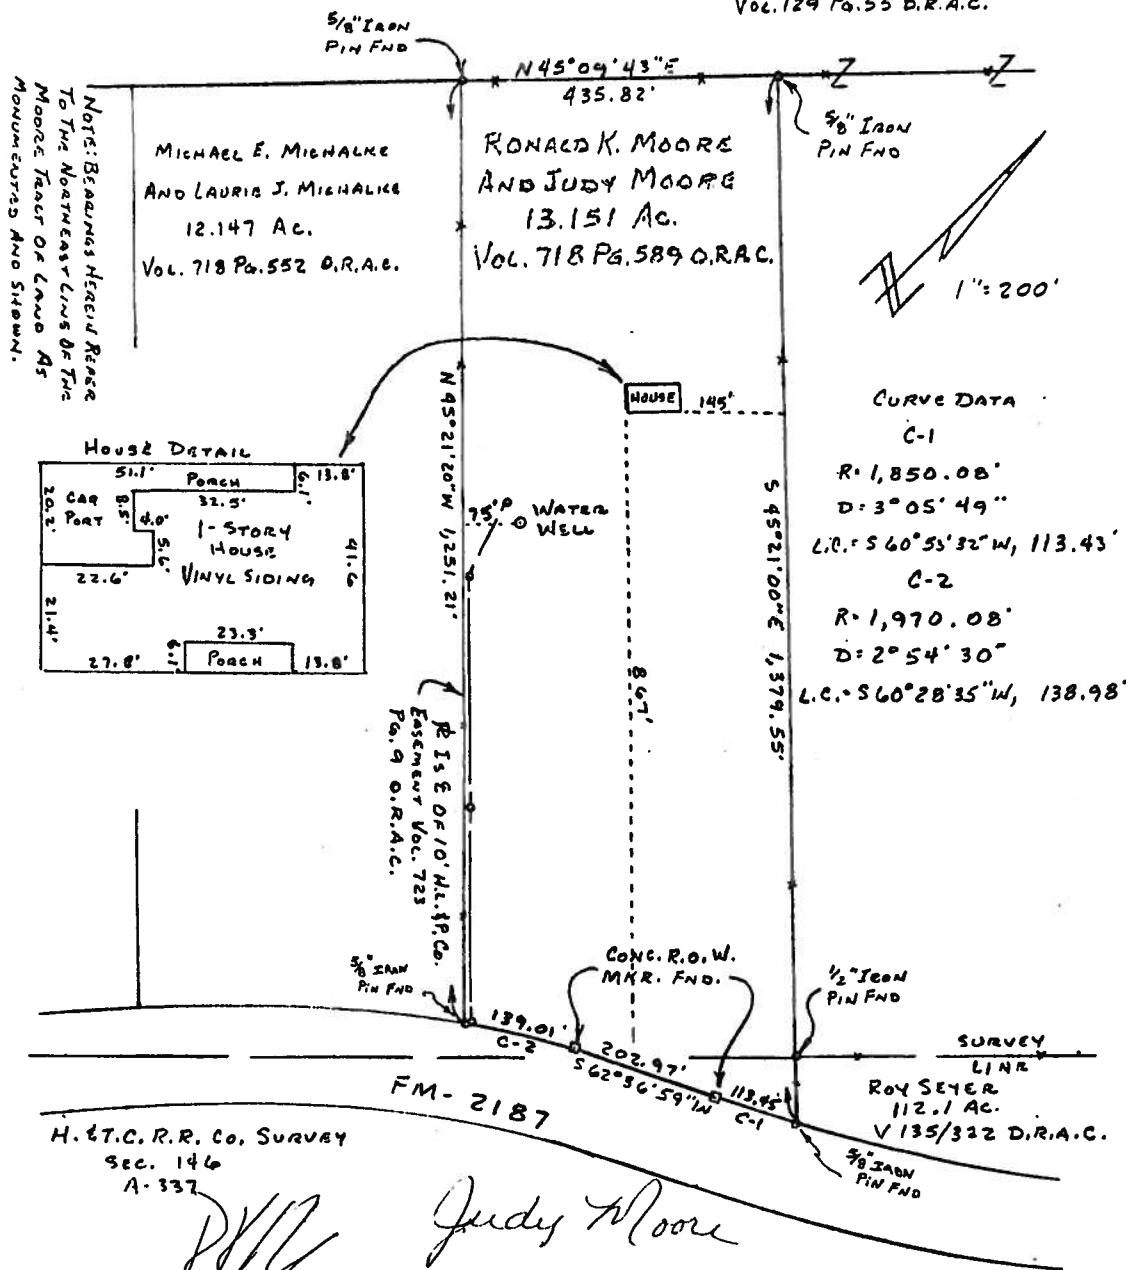 VOL. 129 PG. 55 D.R.A.C.
5/8" IRON
PIN FND
N 45°09'43"E
435.82'
5/8" IRON
PIN FND
NOTE: BEARINGS HEREIN REFER
TO THE NORTHEAST LINE OF THE
MOORE TRACT OF LAND AS
MONUMENTED AND SHOWN.
MICHAEL E. MICHALKE
AND LAURIE J. MICHALKE
12.147 AC.
VOL. 718 PG. 552 O.R.A.C.
RONALD K. MOORE
AND JUDY MOORE
13.151 AC.
VOL. 718 PG. 589 O.R.A.C.
1"=200'
HOUSE
145'
N 45°21'20"W 1,251.21'
S 45°21'00"E 1,379.55'
CURVE DATA
C-1
R= 1,850.08'
D= 3°05'49"
L.C.= S 60°53'32"W, 113.43'
C-2
R= 1,970.08'
D= 2°54'30"
L.C.= S 60°28'35"W, 138.98'
HOUSE DETAIL
51.1'
PORCH
6.1'
13.8'
20.2'
CAR
PORT
8.5'
32.5'
4.0'
5.6'
1-STORY
HOUSE
VINYL SIDING
41.6
22.6'
21.4'
23.3'
27.8'
6.1'
PORCH
13.8'
75'
P
WATER
WELL
867'
℄ IS ℄ OF 10' H.L.&P. CO.
EASEMENT VOL. 723
PG. 9 O.R.A.C.
5/8" IRON
PIN FND
CONC. R.O.W.
MKR. FND.
1/2" IRON
PIN FND
139.01'
C-2
202.97'
S 62°36'59"W
113.45'
C-1
SURVEY
LINE
ROY SEYER
112.1 AC.
V 135/322 D.R.A.C.
5/8" IRON
PIN FND
FM-2187
H. & T.C. R.R. CO. SURVEY
SEC. 146
A-337
Judy Moore